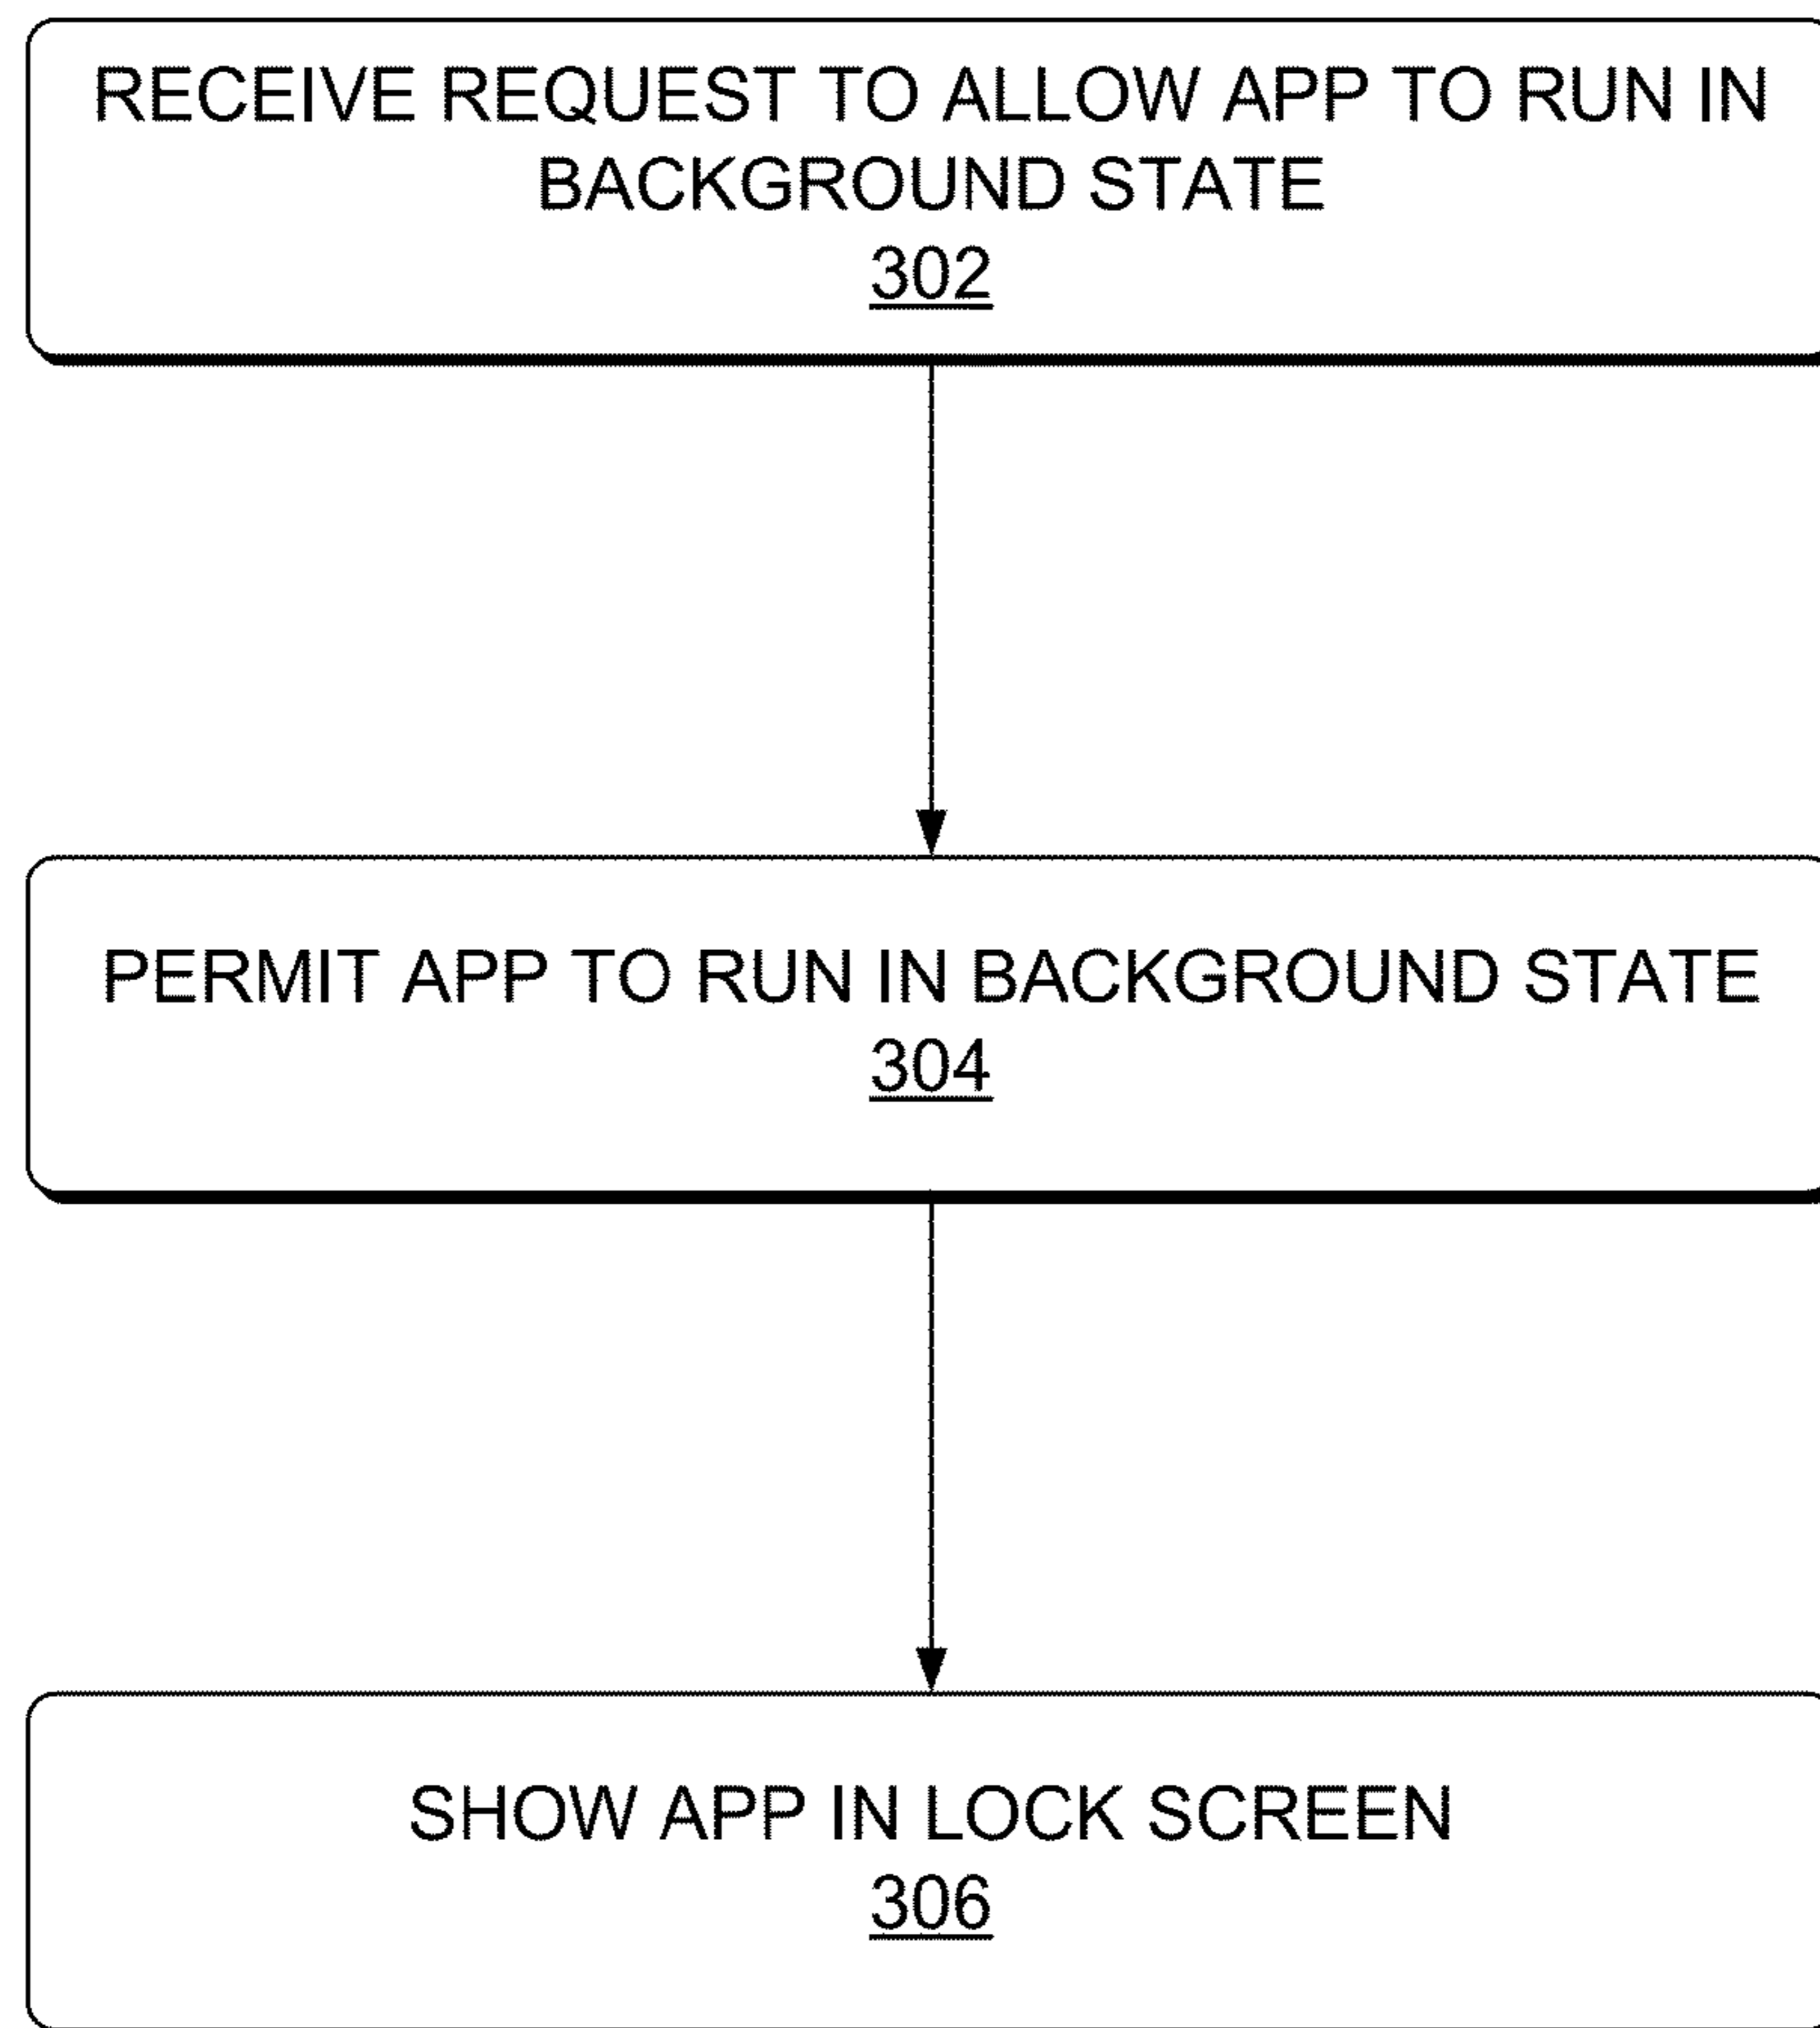 RECEIVE REQUEST TO ALLOW APP TO RUN IN
BACKGROUND STATE
302
PERMIT APP TO RUN IN BACKGROUND STATE
304
SHOW APP IN LOCK SCREEN
306